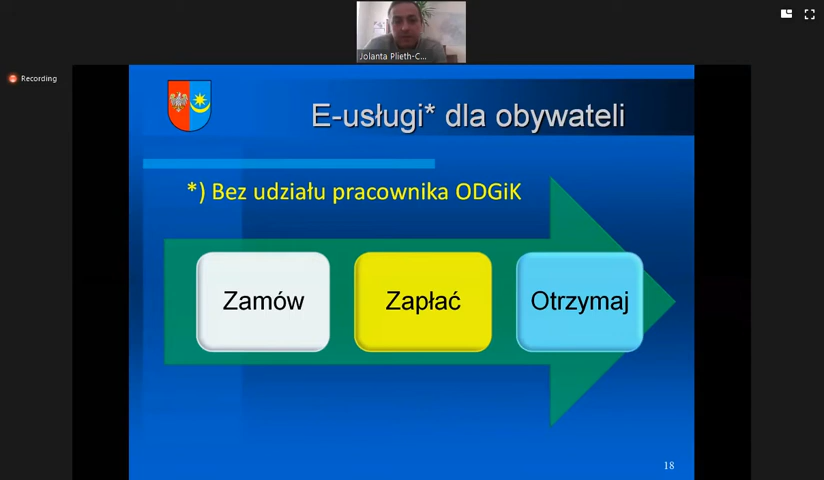 Jolanta Plieth-C...
Recording
E-usługi* dla obywateli
*) Bez udziału pracownika ODGiK
Zamów
Zapłać
Otrzymaj
18